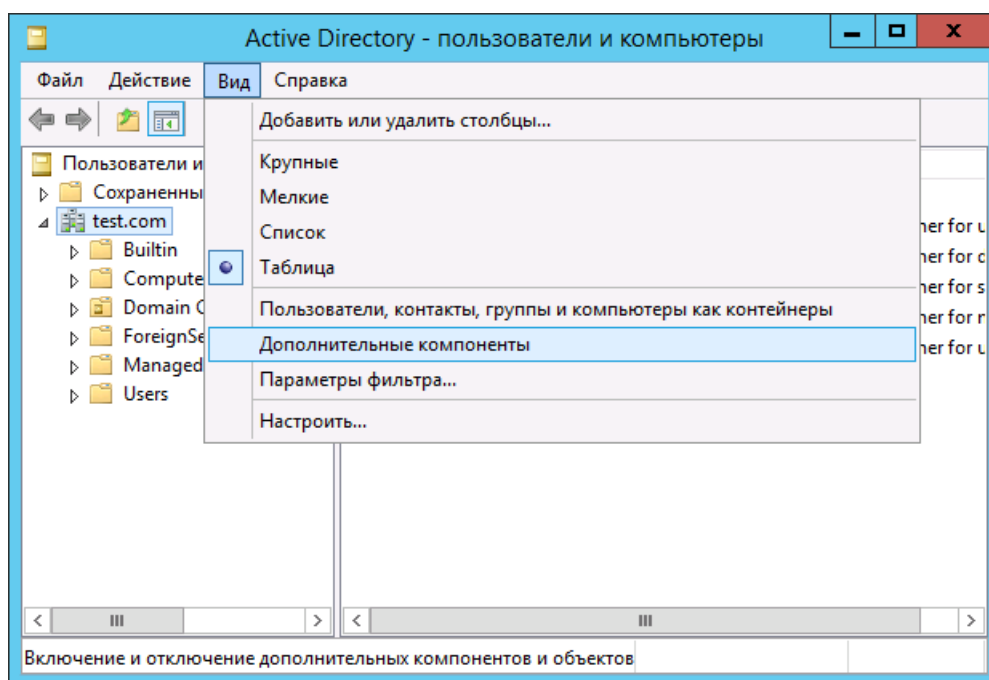 Active Directory - пользователи и компьютеры
Файл Действие Вид Справка
Добавить или удалить столбцы...
Крупные
Мелкие
Список
Таблица
Пользователи, контакты, группы и компьютеры как контейнеры
Дополнительные компоненты
Параметры фильтра...
Настроить...
Пользователи и
Сохраненны
test.com
Builtin
Compute
Domain C
ForeignSe
Managed
Users
ner for u
ner for c
ner for s
ner for r
ner for u
Включение и отключение дополнительных компонентов и объектов